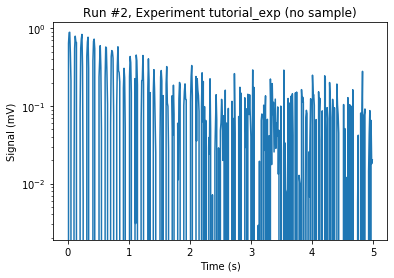 Run #2, Experiment tutorial_exp (no sample)
10⁰
10⁻¹
10⁻²
Signal (mV)
0 1 2 3 4 5
Time (s)